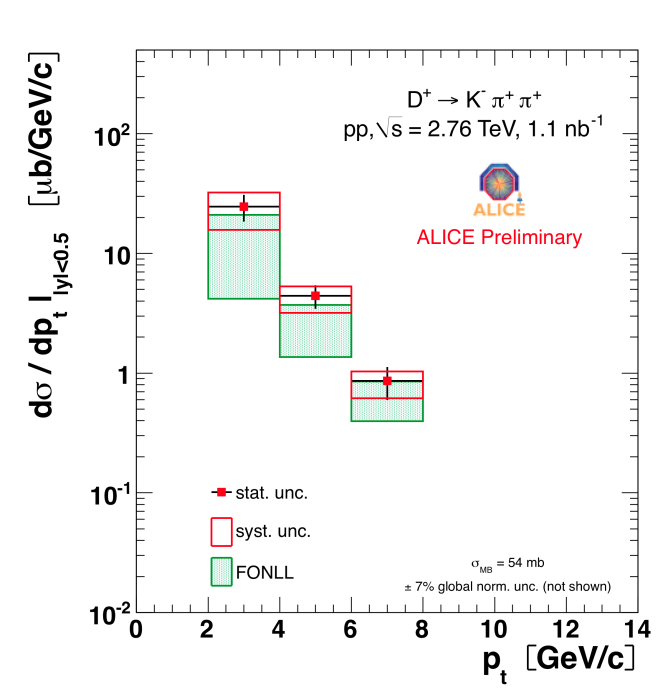 dσ / dp_t |_|y|<0.5 [μb/GeV/c]
D⁺ → K⁻ π⁺ π⁺
pp, √s = 2.76 TeV, 1.1 nb⁻¹
ALICE
ALICE Preliminary
10²
10
1
10⁻¹
10⁻²
stat. unc.
syst. unc.
FONLL
σ_MB = 54 mb
± 7% global norm. unc. (not shown)
0 2 4 6 8 10 12 14
p_t [GeV/c]